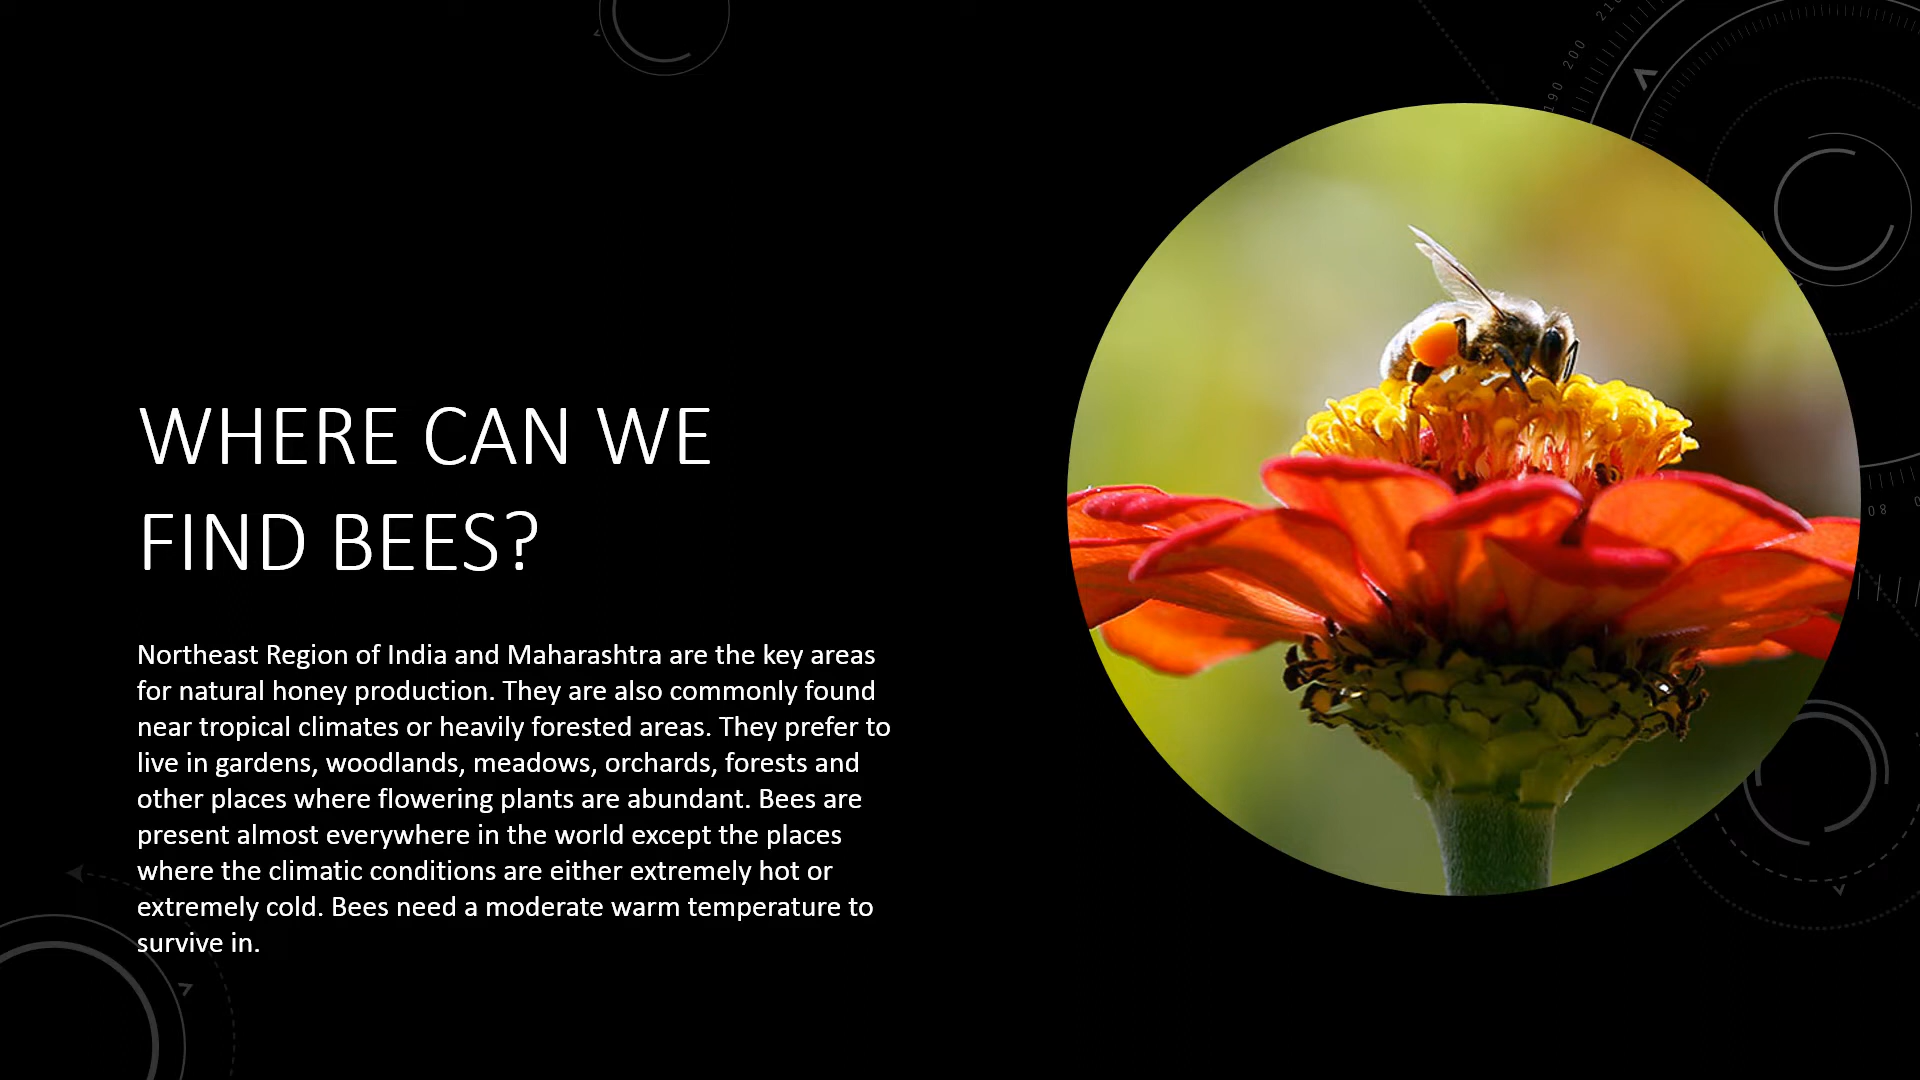 WHERE CAN WE
FIND BEES?
Northeast Region of India and Maharashtra are the key areas
for natural honey production. They are also commonly found
near tropical climates or heavily forested areas. They prefer to
live in gardens, woodlands, meadows, orchards, forests and
other places where flowering plants are abundant. Bees are
present almost everywhere in the world except the places
where the climatic conditions are either extremely hot or
extremely cold. Bees need a moderate warm temperature to
survive in.
190 200
80